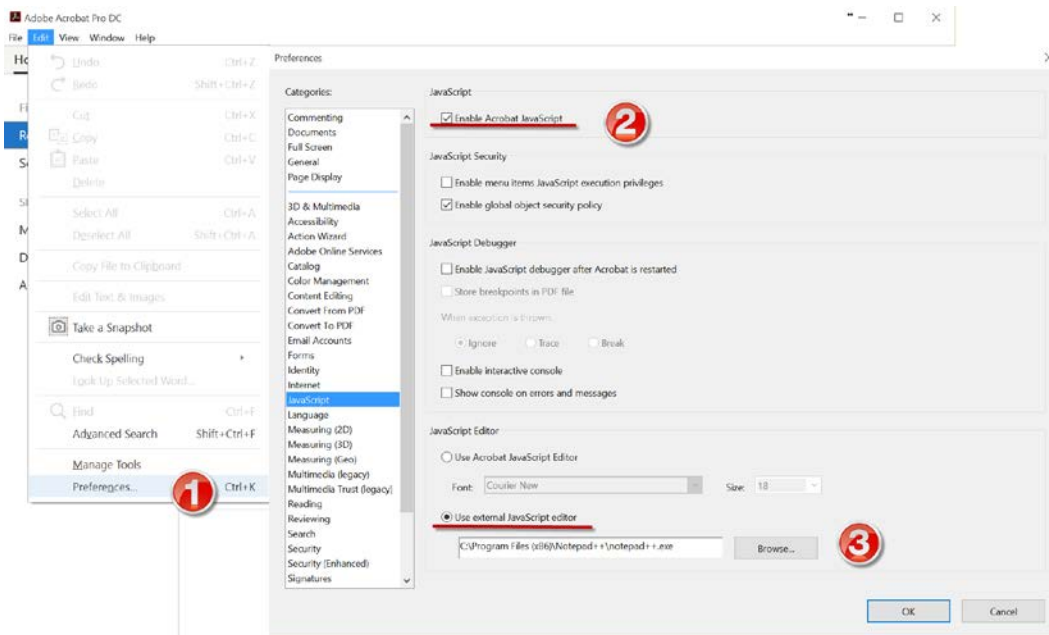 Adobe Acrobat Pro DC
File Edit View Window Help
Undo Ctrl+Z
Redo Shift+Ctrl+Z
Cut Ctrl+X
Copy Ctrl+C
Paste Ctrl+V
Delete
Select All Ctrl+A
Deselect All Shift+Ctrl+A
Copy File to Clipboard
Edit Text & Images
Take a Snapshot
Check Spelling
Look Up Selected Word...
Find Ctrl+F
Advanced Search Shift+Ctrl+F
Manage Tools
Preferences... Ctrl+K
1
Preferences
Categories:
Commenting
Documents
Full Screen
General
Page Display
3D & Multimedia
Accessibility
Action Wizard
Adobe Online Services
Catalog
Color Management
Content Editing
Convert From PDF
Convert To PDF
Email Accounts
Forms
Identity
Internet
JavaScript
Language
Measuring (2D)
Measuring (3D)
Measuring (Geo)
Multimedia (legacy)
Multimedia Trust (legacy)
Reading
Reviewing
Search
Security
Security (Enhanced)
Signatures
JavaScript
Enable Acrobat JavaScript
2
JavaScript Security
Enable menu items JavaScript execution privileges
Enable global object security policy
JavaScript Debugger
Enable JavaScript debugger after Acrobat is restarted
Store breakpoints in PDF file
When exception is thrown
Ignore Trace Break
Enable interactive console
Show console on errors and messages
JavaScript Editor
Use Acrobat JavaScript Editor
Font: Courier New Size: 18
Use external JavaScript editor
C:\Program Files (x86)\Notepad++\notepad++.exe Browse...
3
OK Cancel